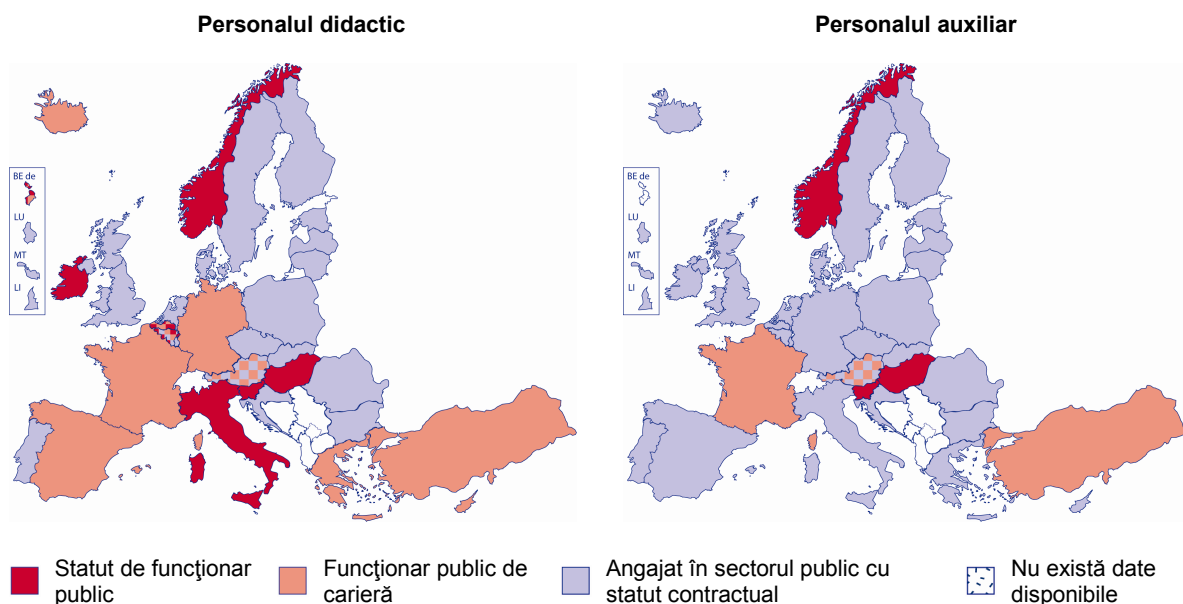 Personalul didactic
Personalul auxiliar
BE de
LU
MT
LI
BE de
LU
MT
LI
Statut de funcţionar
public
Funcţionar public de
carieră
Angajat în sectorul public cu
statut contractual
Nu există date
disponibile